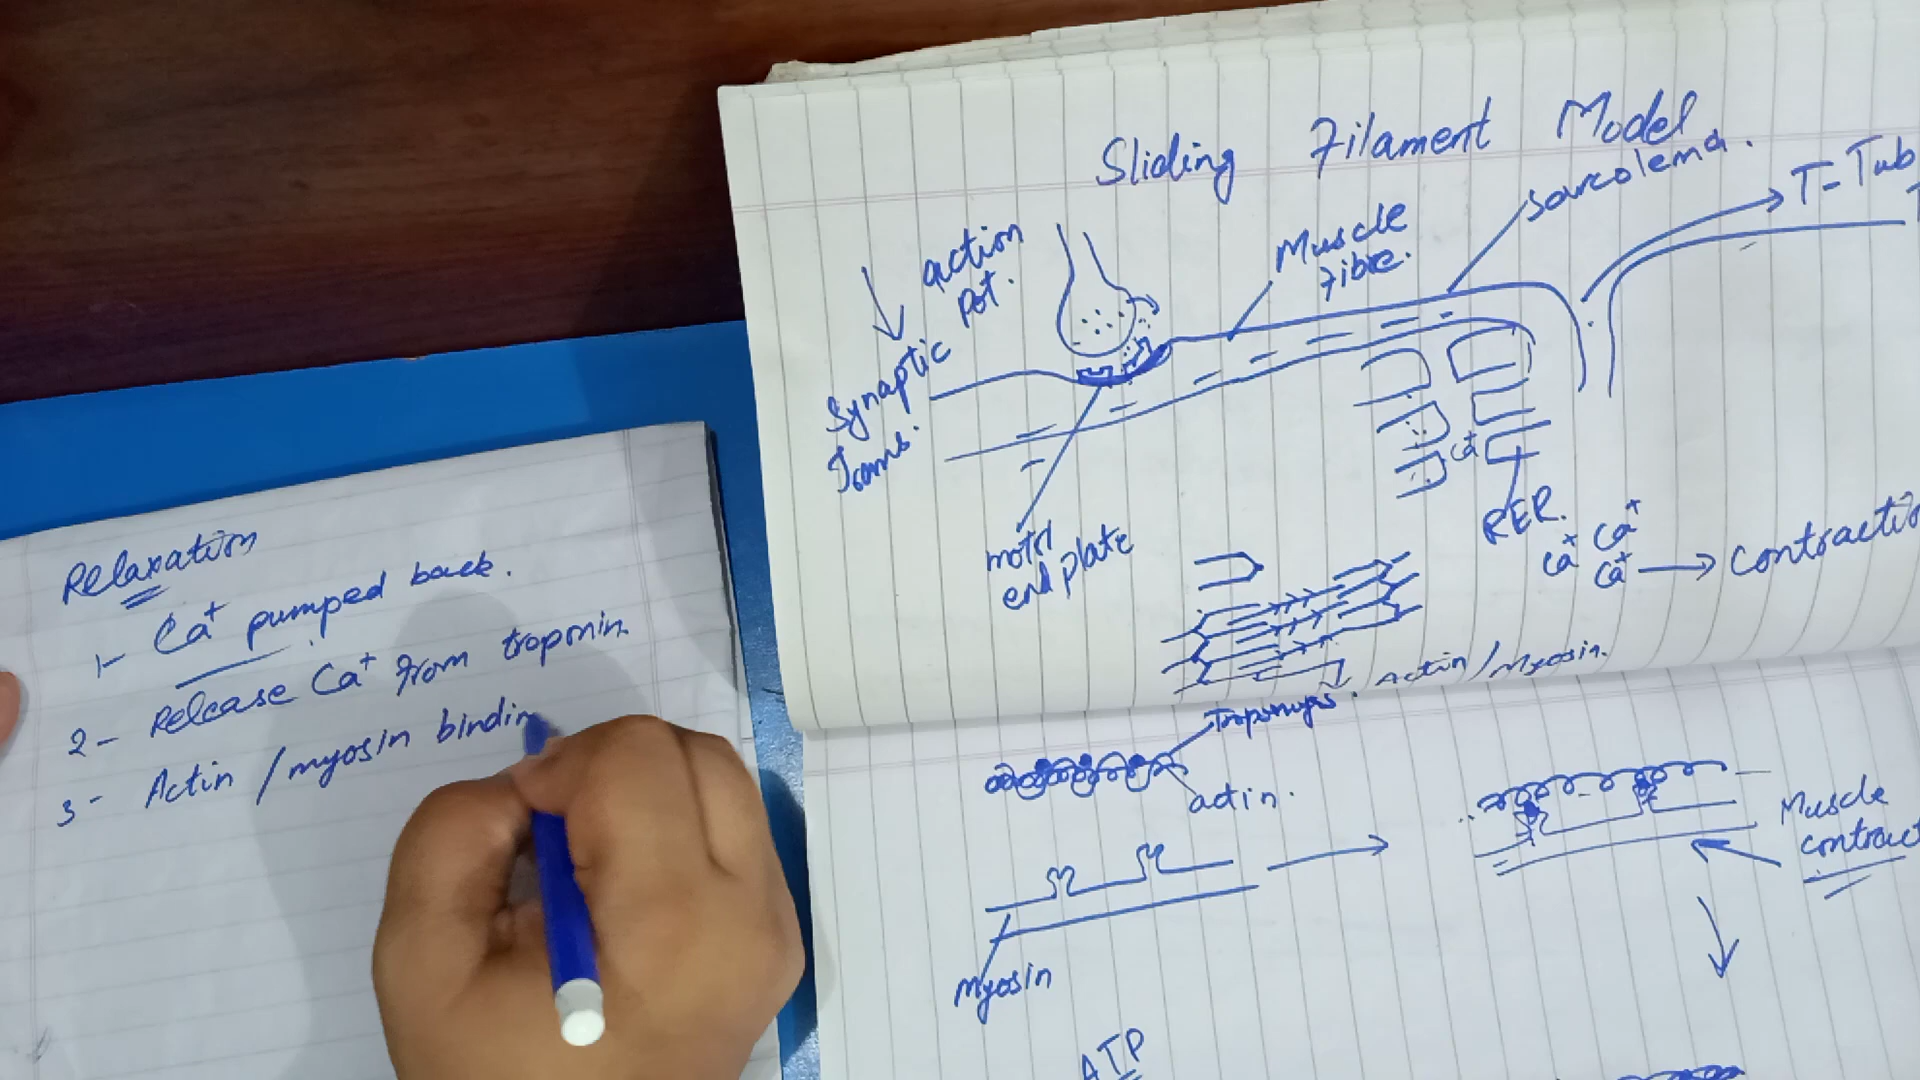 Relaxation
1- Ca+ pumped back.
2- Release Ca+ from troponin.
3- Actin / myosin bindin
Sliding Filament Model
sarcolema.
T-Tub
action
Pot.
Muscle
Fibre.
Synaptic
Trans.
Ca+
motor
end plate
RER.
Ca+ Ca+
Ca+ → contractio
Actin / Myosin.
actin.
Muscle
contract
Myosin
ATP